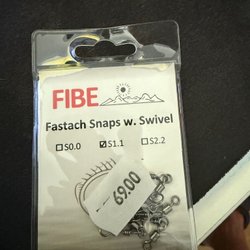 FIBE
Fastach Snaps w. Swivel
☐S0.0 ☑S1.1 ☐S2.2
69.00